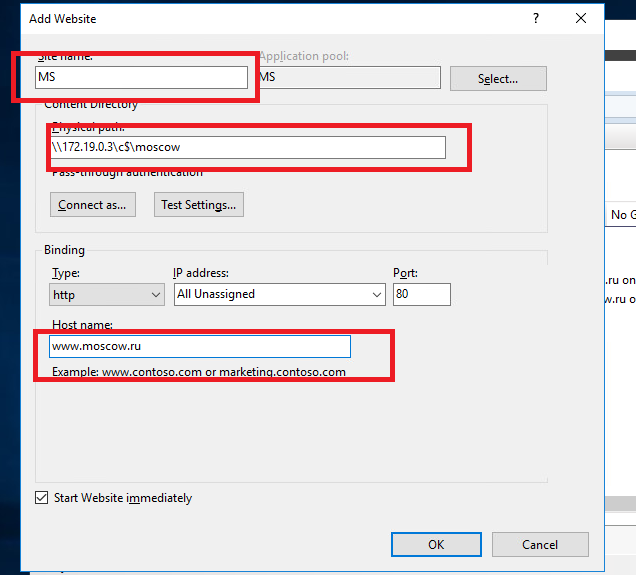 Add Website
Site name:
Application pool:
MS
MS
Select...
Content Directory
Physical path:
\\172.19.0.3\c$\moscow
Pass-through authentication
Connect as...
Test Settings...
No G
Binding
Type:
IP address:
Port:
http
All Unassigned
80
.ru on
w.ru o
Host name:
www.moscow.ru
Example: www.contoso.com or marketing.contoso.com
Start Website immediately
OK
Cancel